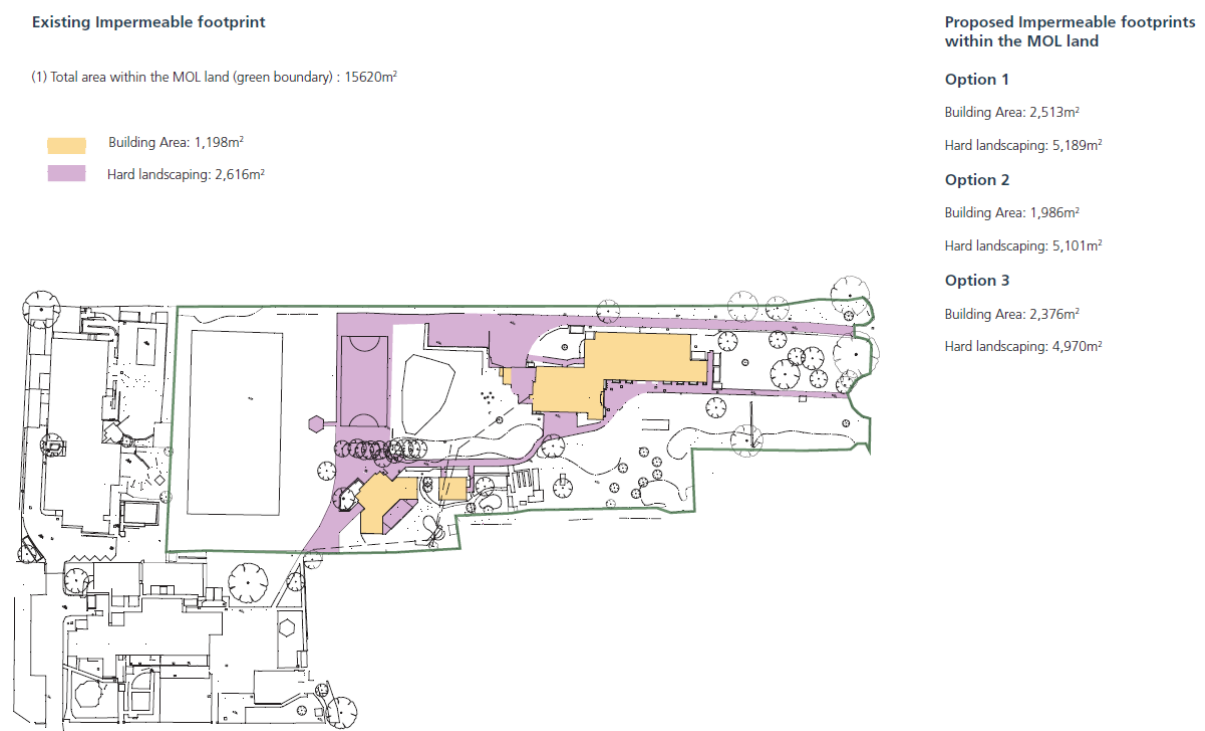 Existing Impermeable footprint
(1) Total area within the MOL land (green boundary) : 15620m²
Building Area: 1,198m²
Hard landscaping: 2,616m²
Proposed Impermeable footprints
within the MOL land
Option 1
Building Area: 2,513m²
Hard landscaping: 5,189m²
Option 2
Building Area: 1,986m²
Hard landscaping: 5,101m²
Option 3
Building Area: 2,376m²
Hard landscaping: 4,970m²